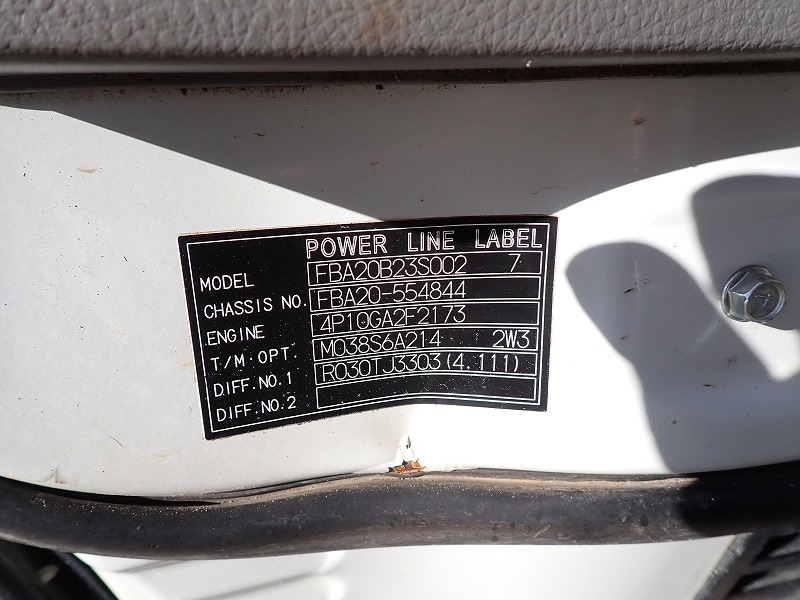 POWER LINE LABEL
MODEL FBA20B23S002 7
CHASSIS NO. FBA20-554844
ENGINE 4P10GA2F2173
T/M·OPT. M038S6A214 2W3
DIFF.NO.1 R030TJ3303(4.111)
DIFF.NO.2